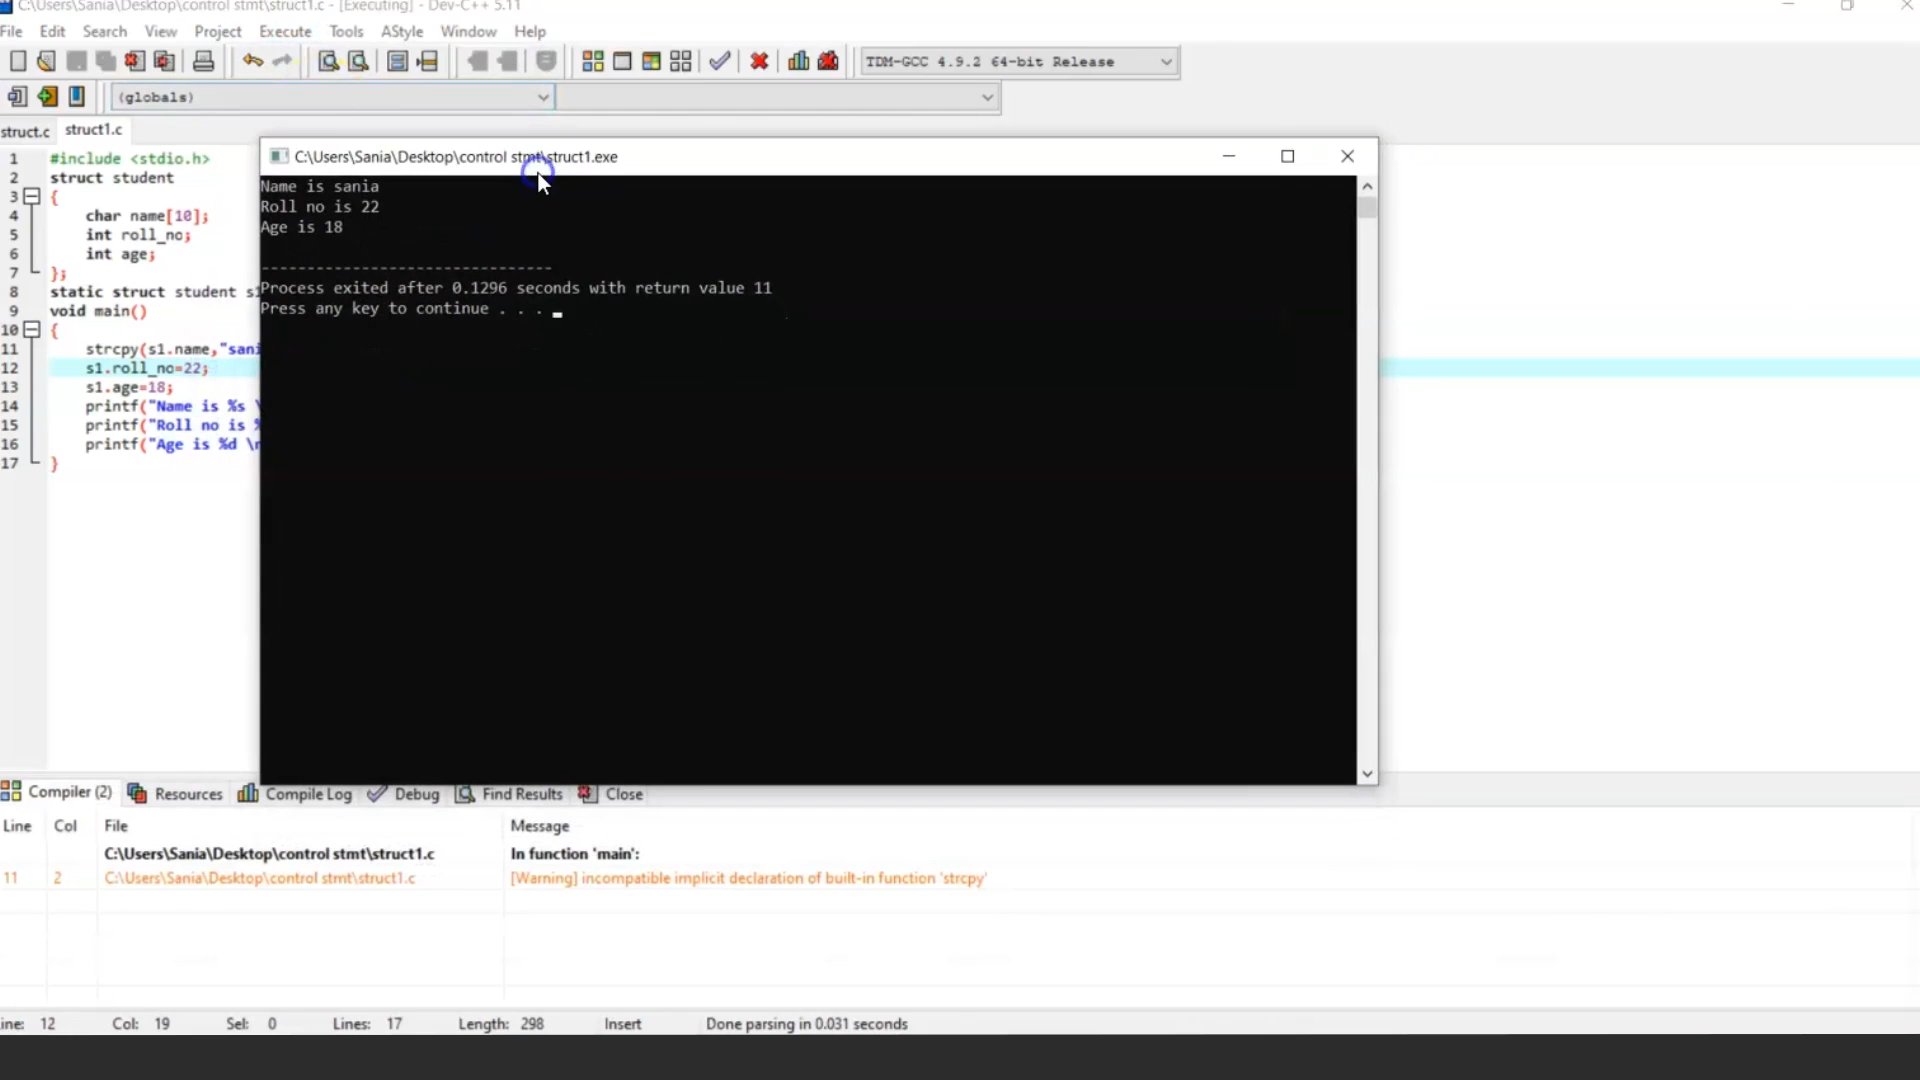 C:\Users\Sania\Desktop\control stmt\struct1.c - [Executing] - Dev-C++ 5.11
File Edit Search View Project Execute Tools AStyle Window Help
TDM-GCC 4.9.2 64-bit Release
(globals)
struct.c struct1.c
1 #include <stdio.h>
2 struct student
3 {
4 char name[10];
5 int roll_no;
6 int age;
7 };
8 static struct student s1
9 void main()
10 {
11 strcpy(s1.name,"sani
12 s1.roll_no=22;
13 s1.age=18;
14 printf("Name is %s \
15 printf("Roll no is %
16 printf("Age is %d \n
17 }
C:\Users\Sania\Desktop\control stmt\struct1.exe
Name is sania
Roll no is 22
Age is 18
--------------------------------
Process exited after 0.1296 seconds with return value 11
Press any key to continue . . .
Compiler (2) Resources Compile Log Debug Find Results Close
Line Col File Message
C:\Users\Sania\Desktop\control stmt\struct1.c In function 'main':
11 2 C:\Users\Sania\Desktop\control stmt\struct1.c [Warning] incompatible implicit declaration of built-in function 'strcpy'
ine: 12 Col: 19 Sel: 0 Lines: 17 Length: 298 Insert Done parsing in 0.031 seconds